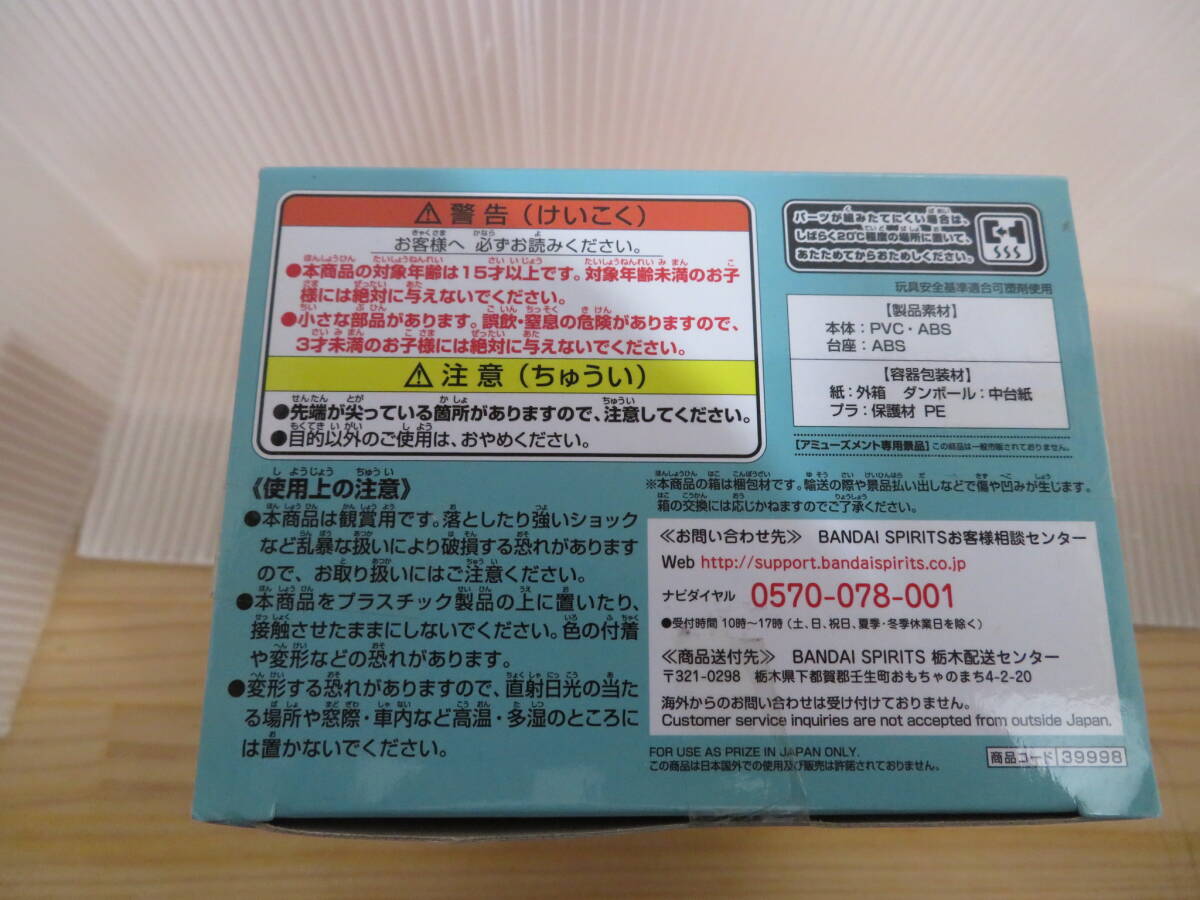 ⚠ 警告（けいこく）
お客様へ 必ずお読みください。
●本商品の対象年齢は15才以上です。対象年齢未満のお子
様には絶対に与えないでください。
●小さな部品があります。誤飲・窒息の危険がありますので、
3才未満のお子様には絶対に与えないでください。
⚠ 注意（ちゅうい）
●先端が尖っている箇所がありますので、注意してください。
●目的以外のご使用は、おやめください。
《使用上の注意》
●本商品は観賞用です。落としたり強いショック
など乱暴な扱いにより破損する恐れがあります
ので、お取り扱いにはご注意ください。
●本商品をプラスチック製品の上に置いたり、
接触させたままにしないでください。色の付着
や変形などの恐れがあります。
●変形する恐れがありますので、直射日光の当た
る場所や窓際・車内など高温・多湿のところに
は置かないでください。
パーツが組みたてにくい場合は、
しばらく20℃程度の場所に置いて、
あたためてからおためしください。
玩具安全基準適合可塑剤使用
【製品素材】
本体：PVC・ABS
台座：ABS
【容器包装材】
紙：外箱 ダンボール：中台紙
プラ：保護材 PE
【アミューズメント専用景品】この商品は一般市販されておりません。
※本商品の箱は梱包材です。輸送の際や景品払い出しなどで傷や凹みが生じます。
箱の交換には応じかねますのでご了承ください。
≪お問い合わせ先≫ BANDAI SPIRITSお客様相談センター
Web http://support.bandaispirits.co.jp
ナビダイヤル 0570-078-001
●受付時間 10時～17時（土、日、祝日、夏季・冬季休業日を除く）
≪商品送付先≫ BANDAI SPIRITS 栃木配送センター
〒321-0298 栃木県下都賀郡壬生町おもちゃのまち4-2-20
海外からのお問い合わせは受け付けておりません。
Customer service inquiries are not accepted from outside Japan.
FOR USE AS PRIZE IN JAPAN ONLY.
この商品は日本国外での使用及び販売は許諾されておりません。
商品コード 39998